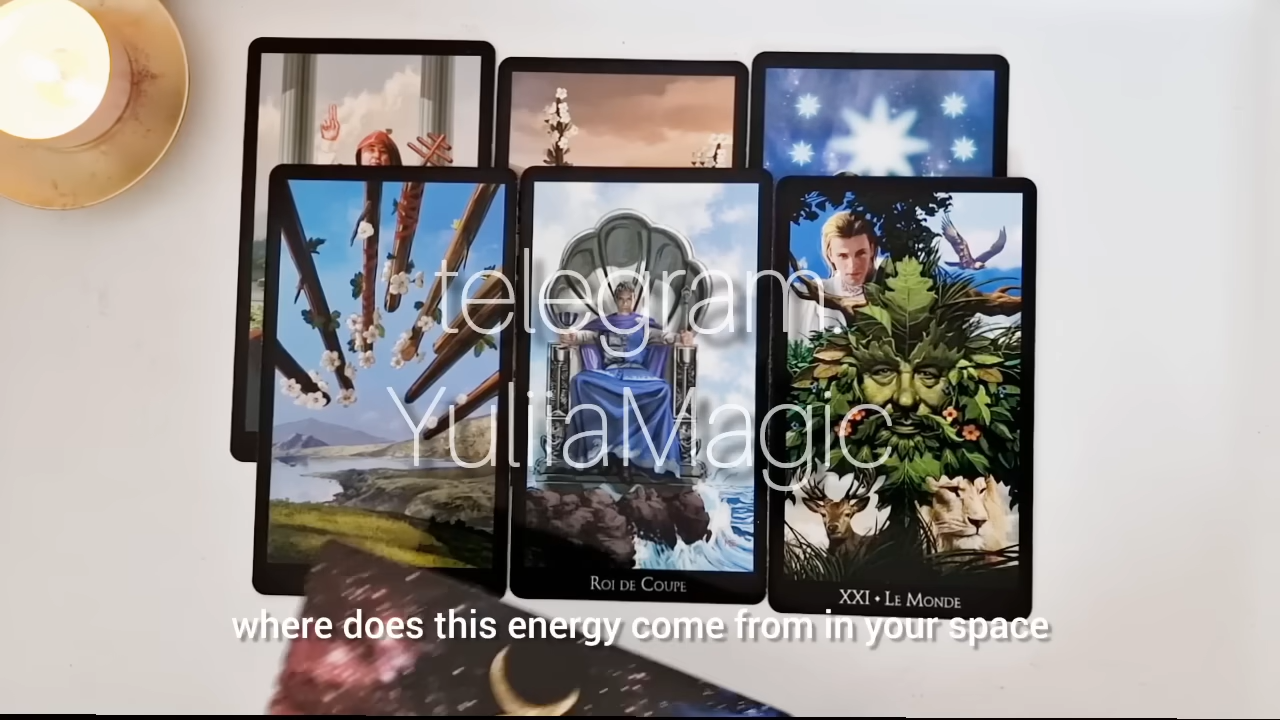 telegram
YuliaMagic
Roi de Coupe
XXI • Le Monde
where does this energy come from in your space